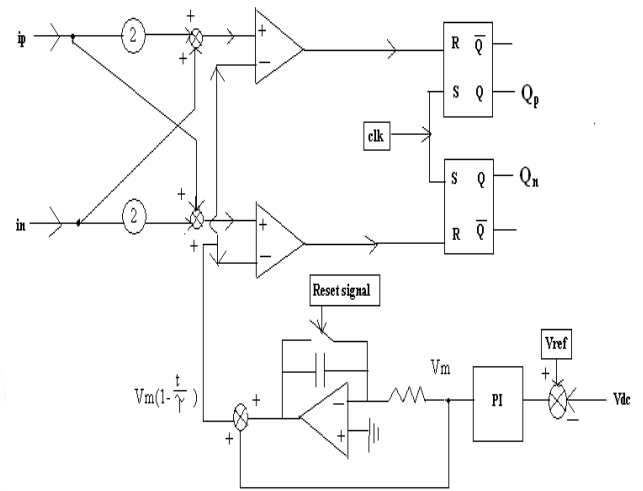 ip
2
+
+
+
−
R Q̅
S Q
Qp
clk
S Q
Qn
R Q̅
in
2
+
+
+
−
Reset signal
Vm(1-t/T)
+
+
−
+
Vm
PI
Vref
+
−
Vdc